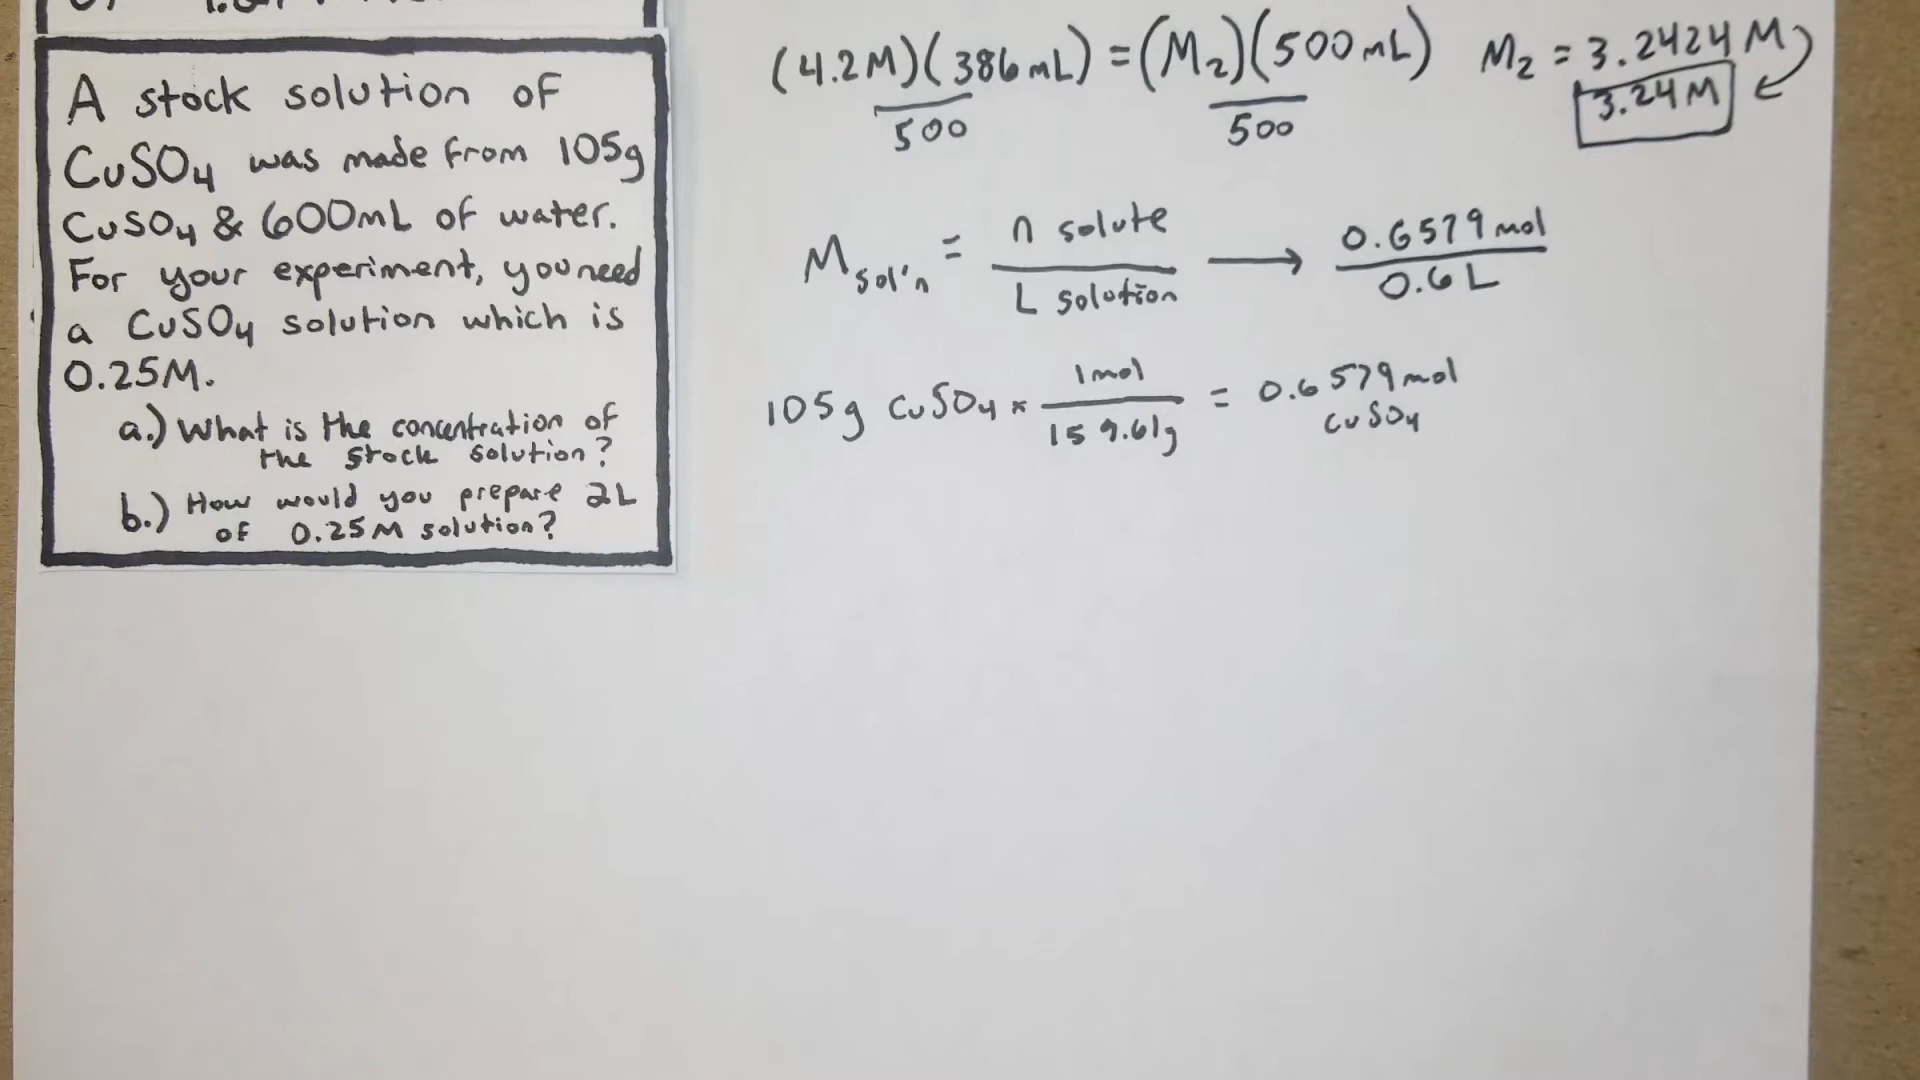 A stock solution of
CuSO4 was made from 105g
CuSO4 & 600mL of water.
For your experiment, you need
a CuSO4 solution which is
0.25M.
a.) What is the concentration of
the stock solution?
b.) How would you prepare 2L
of 0.25M solution?
(4.2M)(386mL) = (M2)(500mL) M2 = 3.2424M
500 500 3.24M
M sol'n = n solute / L solution → 0.6579 mol / 0.6L
105g CuSO4 × 1mol / 159.61g = 0.6579 mol
CuSO4